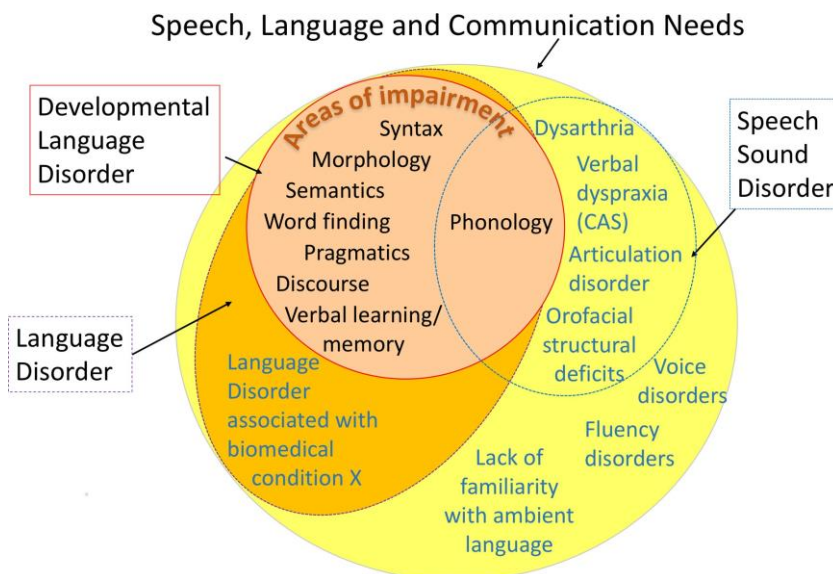 Speech, Language and Communication Needs
Developmental
Language
Disorder
Areas of impairment
Syntax
Morphology
Semantics
Word finding
Pragmatics
Discourse
Verbal learning/
memory
Phonology
Dysarthria
Verbal
dyspraxia
(CAS)
Articulation
disorder
Orofacial
structural
deficits
Speech
Sound
Disorder
Language
Disorder
Language
Disorder
associated with
biomedical
condition X
Voice
disorders
Fluency
disorders
Lack of
familiarity
with ambient
language